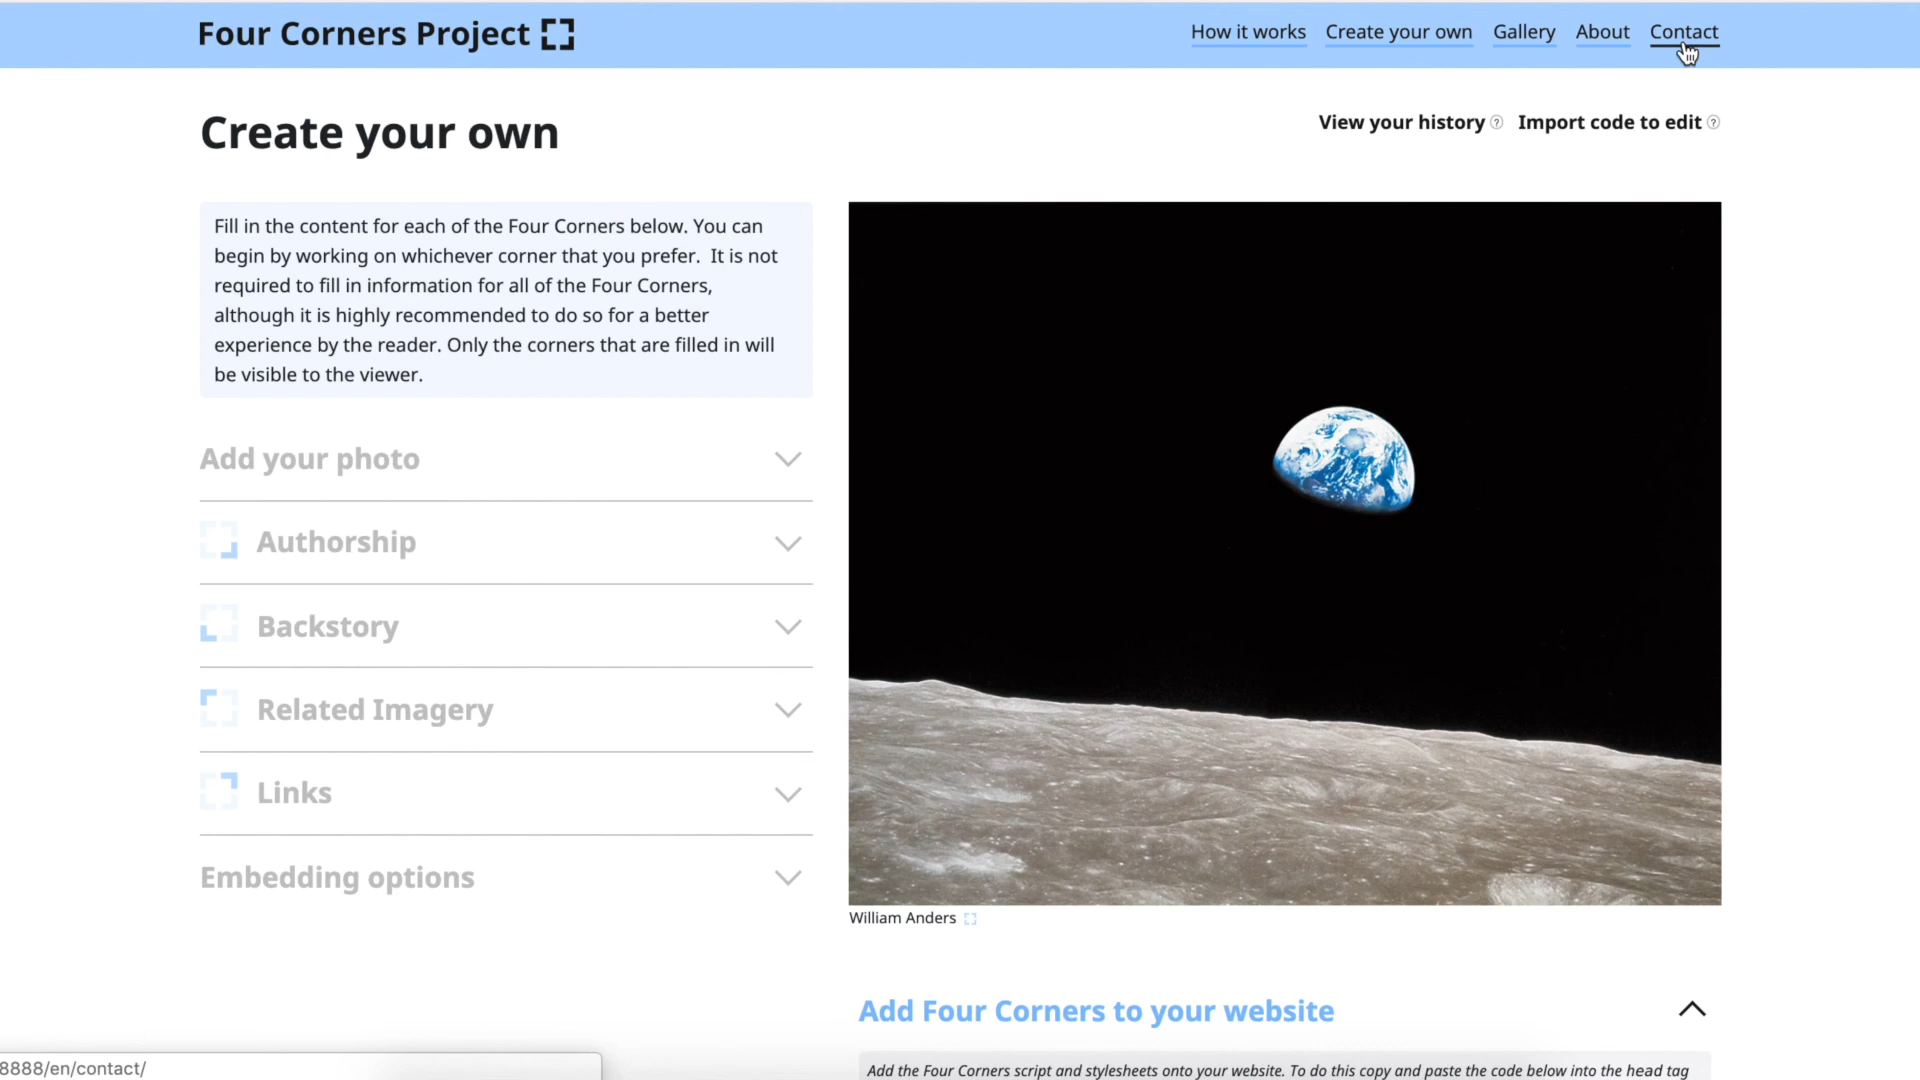 Four Corners Project
How it works Create your own Gallery About Contact
Create your own
View your history ? Import code to edit ?
Fill in the content for each of the Four Corners below. You can
begin by working on whichever corner that you prefer. It is not
required to fill in information for all of the Four Corners,
although it is highly recommended to do so for a better
experience by the reader. Only the corners that are filled in will
be visible to the viewer.
Add your photo
Authorship
Backstory
Related Imagery
Links
Embedding options
William Anders
Add Four Corners to your website
Add the Four Corners script and stylesheets onto your website. To do this copy and paste the code below into the head tag
8888/en/contact/